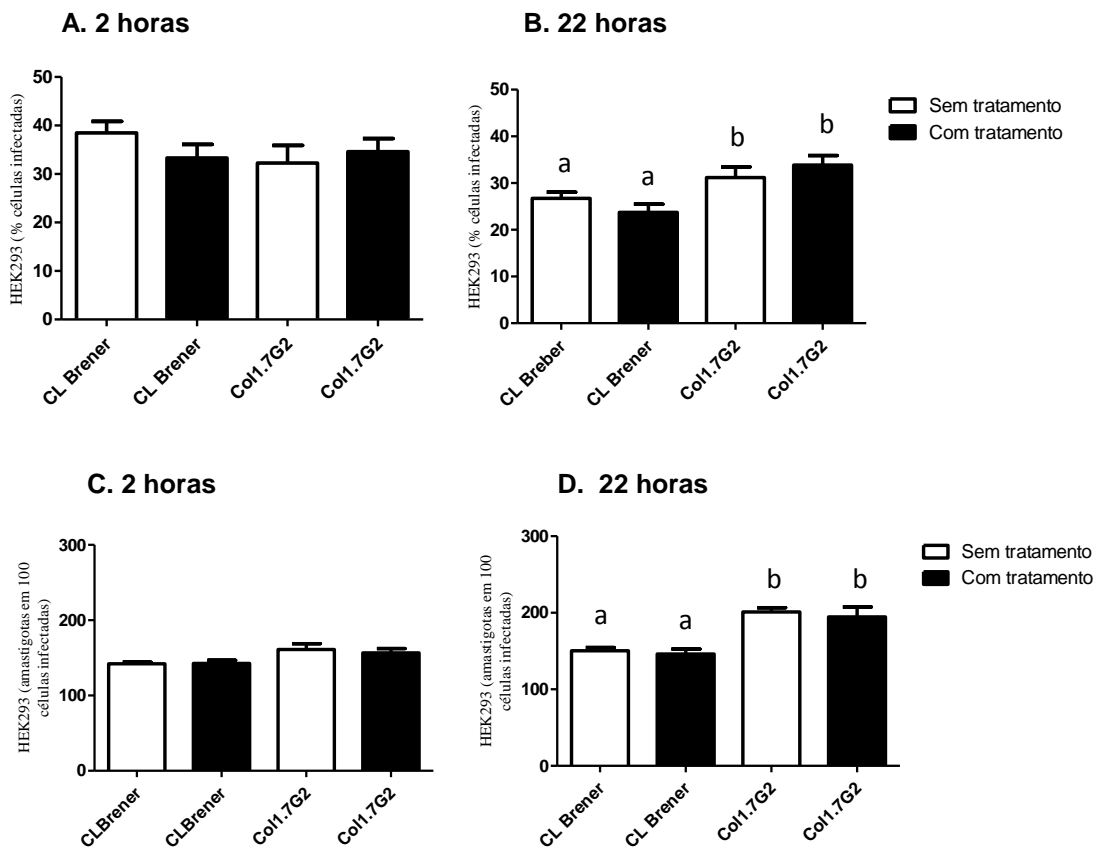 A. 2 horas
HEK293 (% células infectadas)
50
40
30
20
10
0
CL Brener
CL Brener
Col1.7G2
Col1.7G2
B. 22 horas
HEK293 (% células infectadas)
50
40
30
20
10
0
a
a
b
b
CL Breber
CL Brener
Col1.7G2
Col1.7G2
Sem tratamento
Com tratamento
C. 2 horas
HEK293 (amastigotas em 100
células infectadas)
300
200
100
0
CLBrener
CLBrener
Col1.7G2
Col1.7G2
D. 22 horas
HEK293 (amastigotas em 100
células infectadas)
300
200
100
0
a
a
b
b
CL Brener
CL Brener
Col1.7G2
Col1.7G2
Sem tratamento
Com tratamento